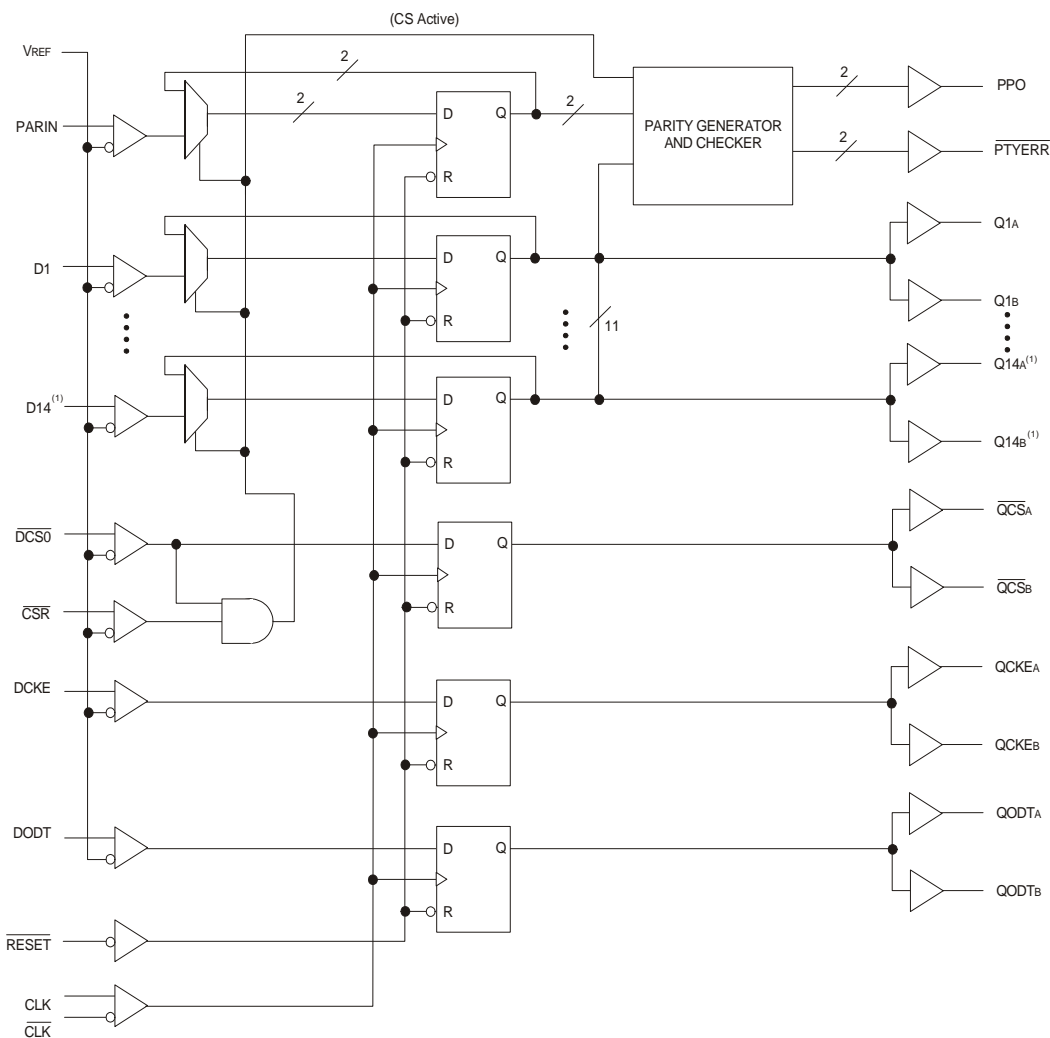 (CS Active)
VREF
2
2
2
2
PARIN
D Q
R
PARITY GENERATOR
AND CHECKER
PPO
2
PTYERR
Q1A
D1
D Q
R
11
Q1B
Q14A(1)
D14(1)
D Q
R
Q14B(1)
DCS0
D Q
R
QCSA
QCSB
CSR
DCKE
D Q
R
QCKEA
QCKEB
DODT
D Q
R
QODTA
QODTB
RESET
CLK
CLK